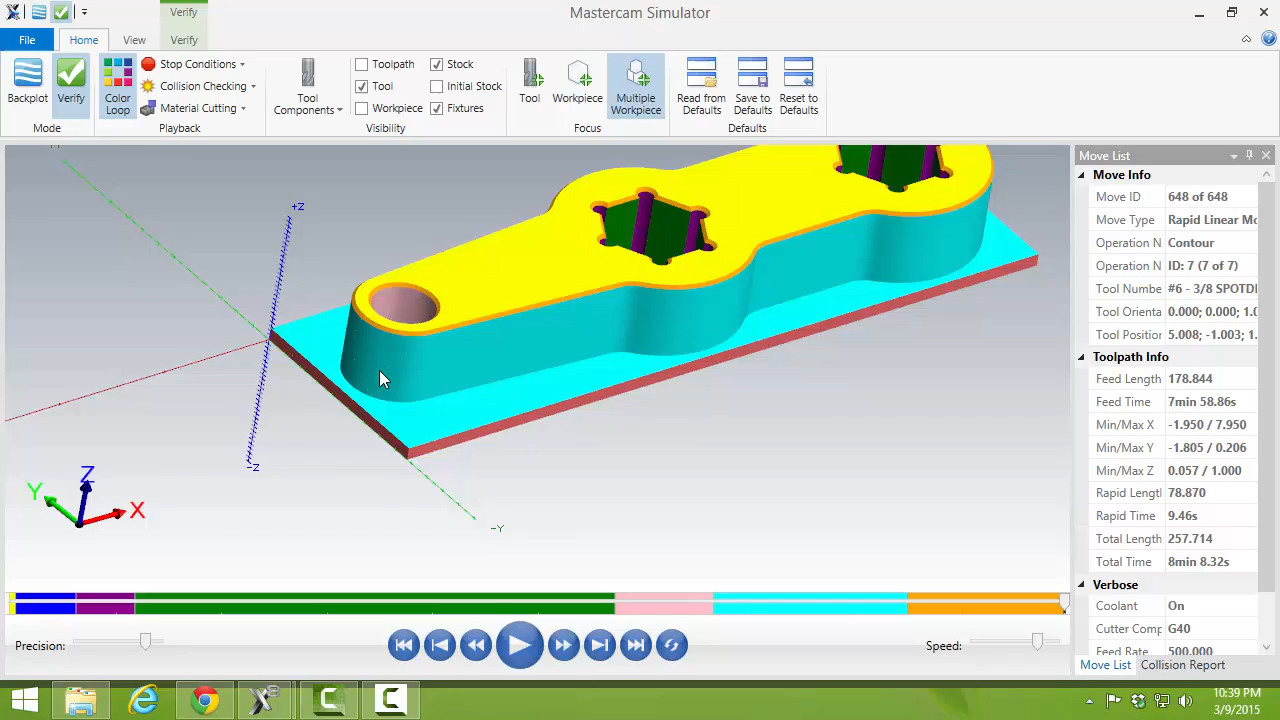 Verify
Mastercam Simulator
File
Home
View
Verify
Backplot
Verify
Mode
Color Loop
Stop Conditions
Collision Checking
Material Cutting
Playback
Tool Components
Toolpath
Tool
Workpiece
Stock
Initial Stock
Fixtures
Visibility
Tool
Workpiece
Multiple Workpiece
Focus
Read from Defaults
Save to Defaults
Reset to Defaults
Defaults
+Z
-Z
-Y
Z
Y
X
Move List
Move Info
Move ID 648 of 648
Move Type Rapid Linear Mo
Operation N Contour
Operation N ID: 7 (7 of 7)
Tool Numbe #6 - 3/8 SPOTD
Tool Orienta 0.000; 0.000; 1.0
Tool Position 5.008; -1.003; 1.
Toolpath Info
Feed Length 178.844
Feed Time 7min 58.86s
Min/Max X -1.950 / 7.950
Min/Max Y -1.805 / 0.206
Min/Max Z 0.057 / 1.000
Rapid Lengtl 78.870
Rapid Time 9.46s
Total Length 257.714
Total Time 8min 8.32s
Verbose
Coolant On
Cutter Comp G40
Feed Rate 500.000
Move List
Collision Report
Precision:
Speed:
10:39 PM
3/9/2015